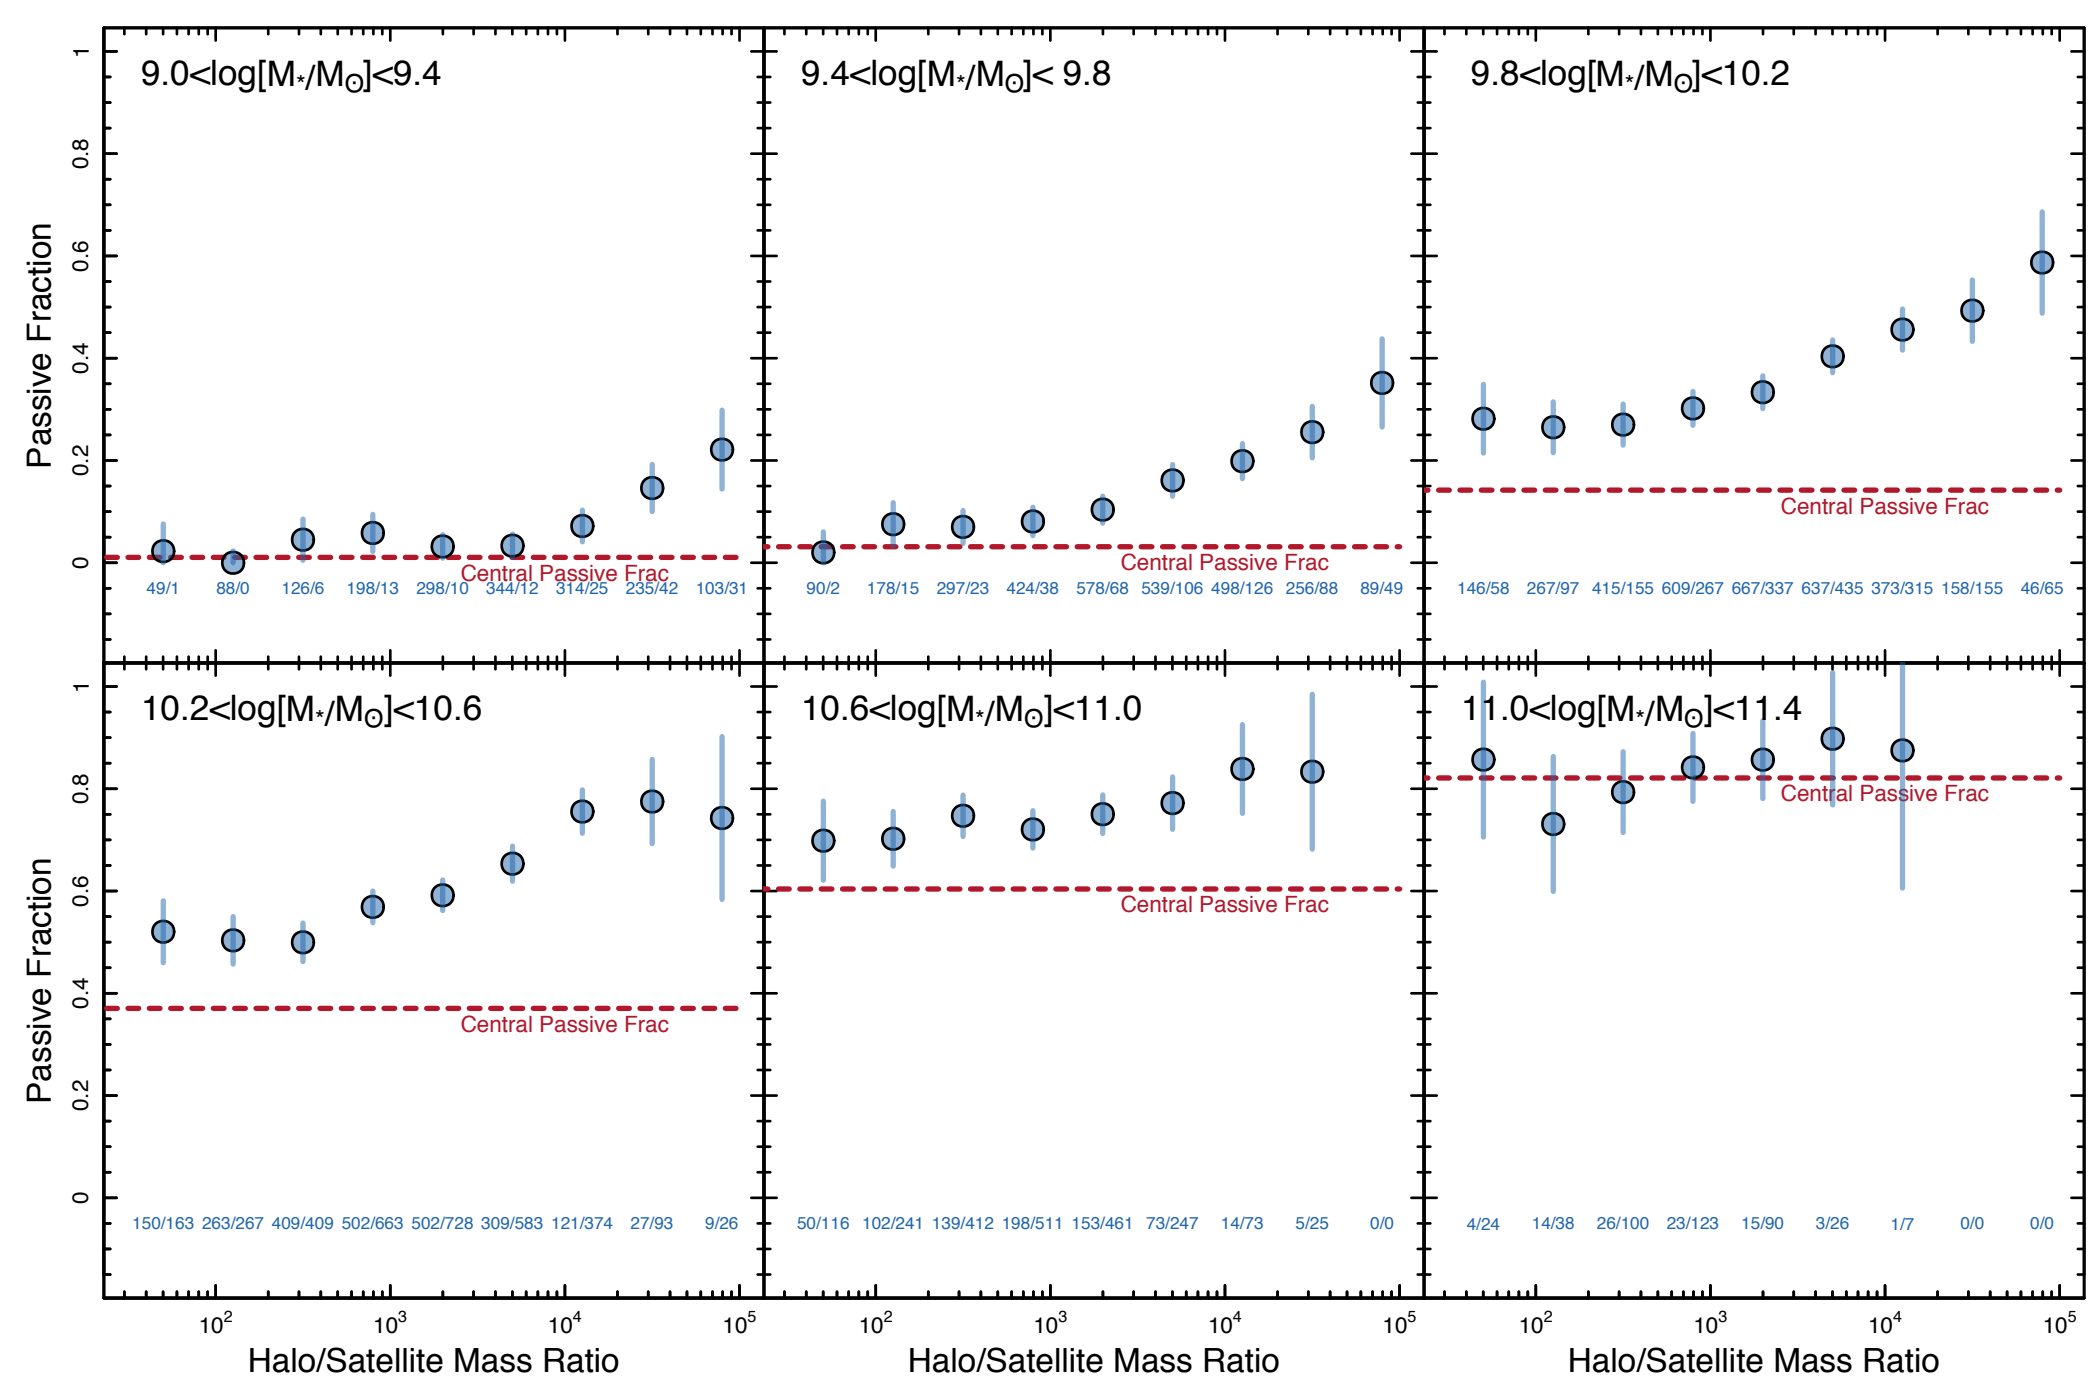 9.0<log[M*/M⊙]<9.4
9.4<log[M*/M⊙]< 9.8
9.8<log[M*/M⊙]<10.2
Passive Fraction
1
0.8
0.6
0.4
0.2
0
Central Passive Frac
49/1 88/0 126/6 198/13 298/10 344/12 314/25 235/42 103/31
Central Passive Frac
90/2 178/15 297/23 424/38 578/68 539/106 498/126 256/88 89/49
Central Passive Frac
146/58 267/97 415/155 609/267 667/337 637/435 373/315 158/155 46/65
10.2<log[M*/M⊙]<10.6
10.6<log[M*/M⊙]<11.0
11.0<log[M*/M⊙]<11.4
Passive Fraction
1
0.8
0.6
0.4
0.2
0
Central Passive Frac
150/163 263/267 409/409 502/663 502/728 309/583 121/374 27/93 9/26
Central Passive Frac
50/116 102/241 139/412 198/511 153/461 73/247 14/73 5/25 0/0
Central Passive Frac
4/24 14/38 26/100 23/123 15/90 3/26 1/7 0/0 0/0
10² 10³ 10⁴ 10⁵
10² 10³ 10⁴ 10⁵
10² 10³ 10⁴ 10⁵
Halo/Satellite Mass Ratio
Halo/Satellite Mass Ratio
Halo/Satellite Mass Ratio